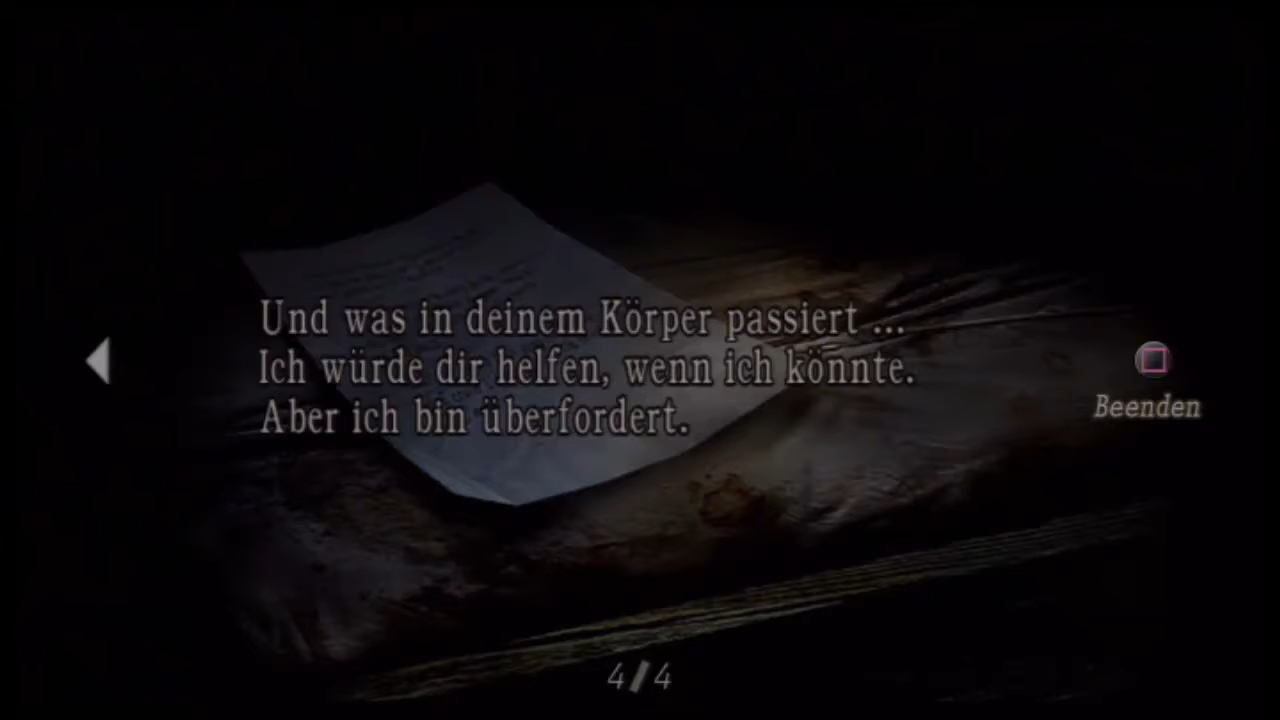 Und was in deinem Körper passiert ...
Ich würde dir helfen, wenn ich könnte.
Aber ich bin überfordert.
Beenden
4/4